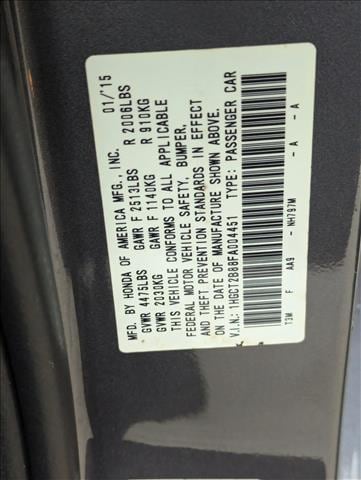 MFD. BY HONDA OF AMERICA MFG., INC. 01/'15
GVWR 4475LBS GAWR F 2513LBS R 2006LBS
GVWR 2030KG GAWR F 1140KG R 910KG
THIS VEHICLE CONFORMS TO ALL APPLICABLE
FEDERAL MOTOR VEHICLE SAFETY, BUMPER,
AND THEFT PREVENTION STANDARDS IN EFFECT
ON THE DATE OF MANUFACTURE SHOWN ABOVE.
V.I.N.: 1HGCT2B88FA004451 TYPE: PASSENGER CAR
T3M F AA9 - NH797M - A - A